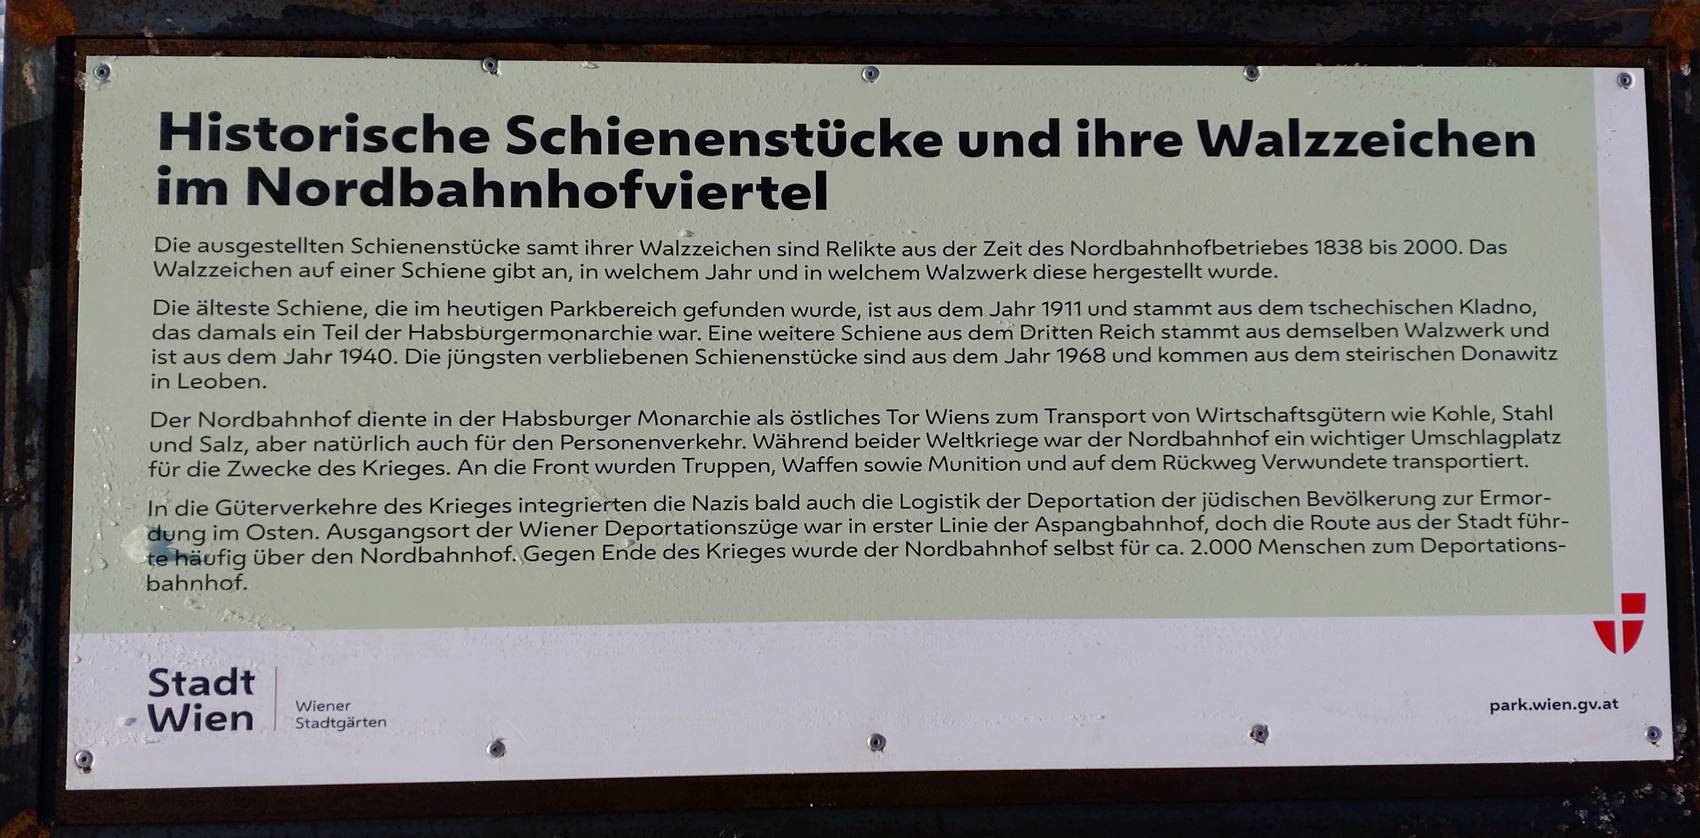 Historische Schienenstücke und ihre Walzzeichen
im Nordbahnhofviertel
Die ausgestellten Schienenstücke samt ihrer Walzzeichen sind Relikte aus der Zeit des Nordbahnhofbetriebes 1838 bis 2000. Das
Walzzeichen auf einer Schiene gibt an, in welchem Jahr und in welchem Walzwerk diese hergestellt wurde.
Die älteste Schiene, die im heutigen Parkbereich gefunden wurde, ist aus dem Jahr 1911 und stammt aus dem tschechischen Kladno,
das damals ein Teil der Habsburgermonarchie war. Eine weitere Schiene aus dem Dritten Reich stammt aus demselben Walzwerk und
ist aus dem Jahr 1940. Die jüngsten verbliebenen Schienenstücke sind aus dem Jahr 1968 und kommen aus dem steirischen Donawitz
in Leoben.
Der Nordbahnhof diente in der Habsburger Monarchie als östliches Tor Wiens zum Transport von Wirtschaftsgütern wie Kohle, Stahl
und Salz, aber natürlich auch für den Personenverkehr. Während beider Weltkriege war der Nordbahnhof ein wichtiger Umschlagplatz
für die Zwecke des Krieges. An die Front wurden Truppen, Waffen sowie Munition und auf dem Rückweg Verwundete transportiert.
In die Güterverkehre des Krieges integrierten die Nazis bald auch die Logistik der Deportation der jüdischen Bevölkerung zur Ermor-
dung im Osten. Ausgangsort der Wiener Deportationszüge war in erster Linie der Aspangbahnhof, doch die Route aus der Stadt führ-
te häufig über den Nordbahnhof. Gegen Ende des Krieges wurde der Nordbahnhof selbst für ca. 2.000 Menschen zum Deportations-
bahnhof.
Stadt
Wien
Wiener
Stadtgärten
park.wien.gv.at